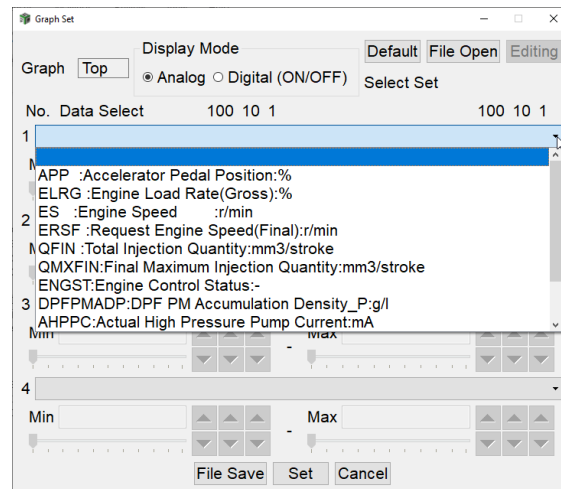 Graph Set
Display Mode
Default File Open Editing
Graph Top
Analog Digital (ON/OFF)
Select Set
No. Data Select 100 10 1 100 10 1
1
APP :Accelerator Pedal Position:%
ELRG :Engine Load Rate(Gross):%
ES :Engine Speed :r/min
2
ERSF :Request Engine Speed(Final):r/min
QFIN :Total Injection Quantity:mm3/stroke
QMXFIN:Final Maximum Injection Quantity:mm3/stroke
ENGST:Engine Control Status:-
3
DPFPMADP:DPF PM Accumulation Density_P:g/l
AHPPC:Actual High Pressure Pump Current:mA
Min - Max
4
Min - Max
File Save Set Cancel